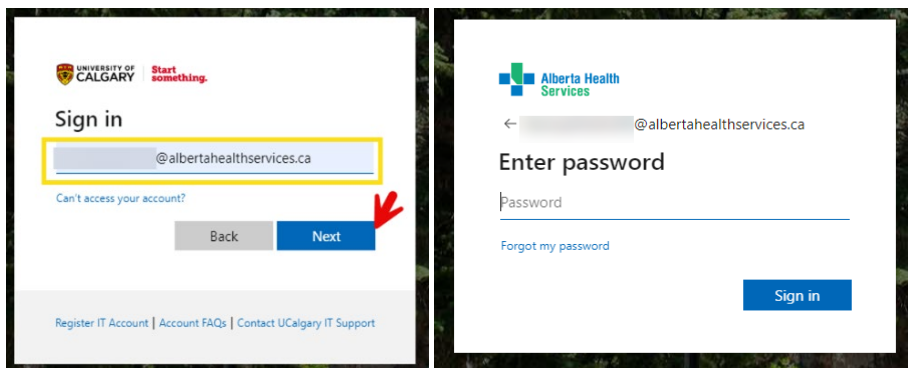 UNIVERSITY OF
CALGARY
Start
something.
Sign in
@albertahealthservices.ca
Can't access your account?
Back
Next
Register IT Account | Account FAQs | Contact UCalgary IT Support
Alberta Health
Services
@albertahealthservices.ca
Enter password
Password
Forgot my password
Sign in